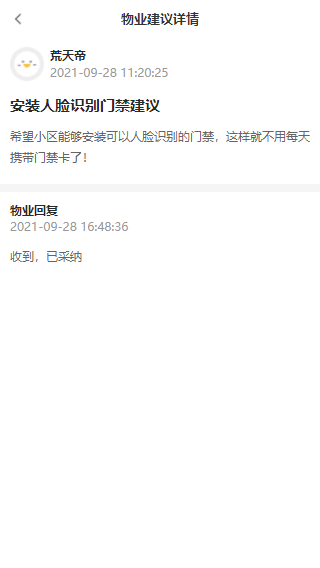 物业建议详情
荒天帝
2021-09-28 11:20:25
安装人脸识别门禁建议
希望小区能够安装可以人脸识别的门禁，这样就不用每天
携带门禁卡了！
物业回复
2021-09-28 16:48:36
收到，已采纳